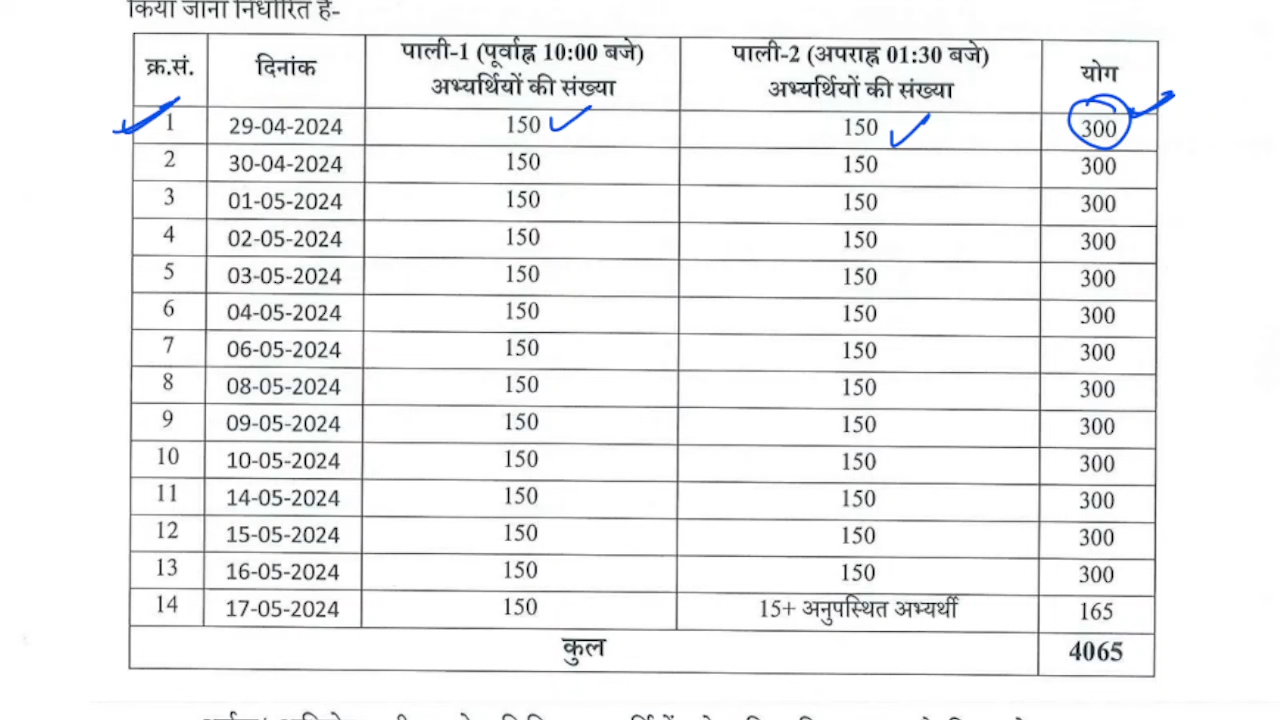 किया जाना निर्धारित है-
क्र.सं. दिनांक पाली-1 (पूर्वाह्न 10:00 बजे) अभ्यर्थियों की संख्या पाली-2 (अपराह्न 01:30 बजे) अभ्यर्थियों की संख्या योग
1 29-04-2024 150 150 300
2 30-04-2024 150 150 300
3 01-05-2024 150 150 300
4 02-05-2024 150 150 300
5 03-05-2024 150 150 300
6 04-05-2024 150 150 300
7 06-05-2024 150 150 300
8 08-05-2024 150 150 300
9 09-05-2024 150 150 300
10 10-05-2024 150 150 300
11 14-05-2024 150 150 300
12 15-05-2024 150 150 300
13 16-05-2024 150 150 300
14 17-05-2024 150 15+ अनुपस्थित अभ्यर्थी 165
कुल 4065